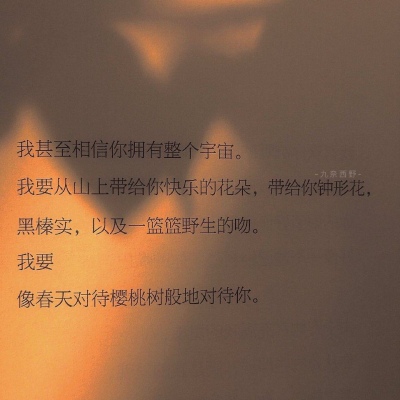 我甚至相信你拥有整个宇宙。
-九京西野-
我要从山上带给你快乐的花朵，带给你钟形花，
黑榛实，以及一篮篮野生的吻。
我要
像春天对待樱桃树般地对待你。